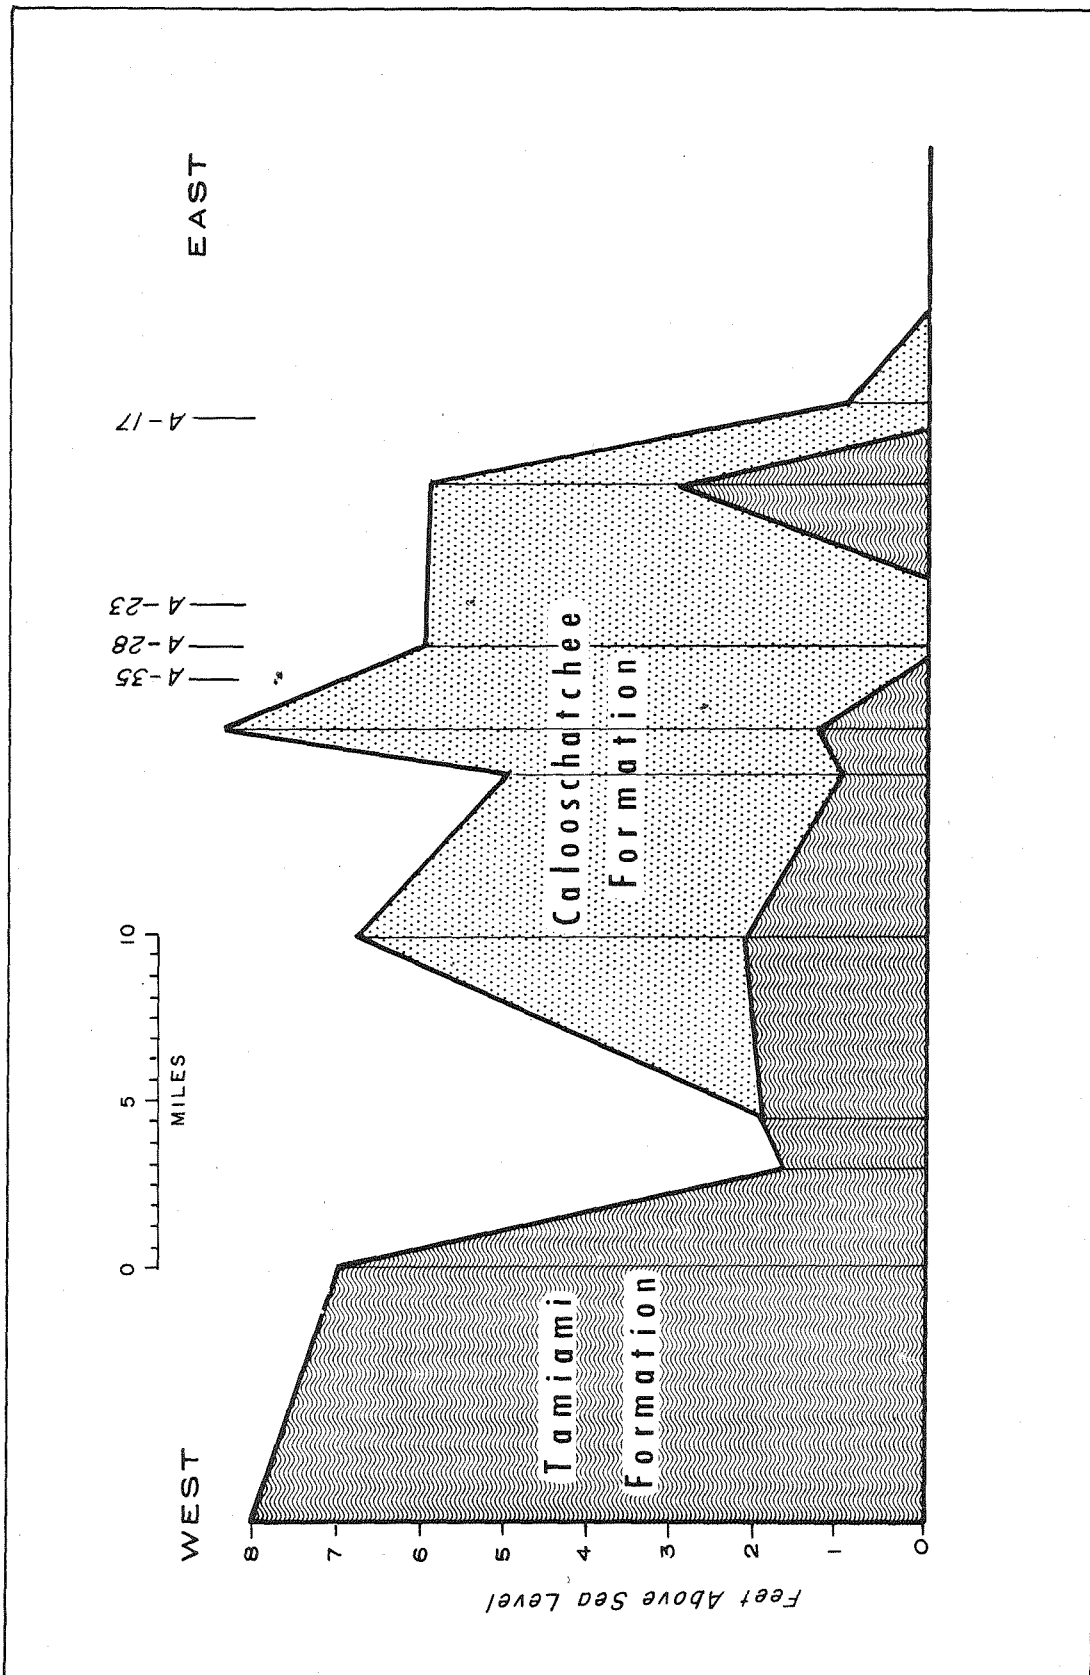 WEST
EAST
A-35
A-28
A-23
A-17
0
5
10
MILES
8
7
6
5
4
3
2
1
0
Feet Above Sea Level
Tamiami
Formation
Calooschatchee
Formation